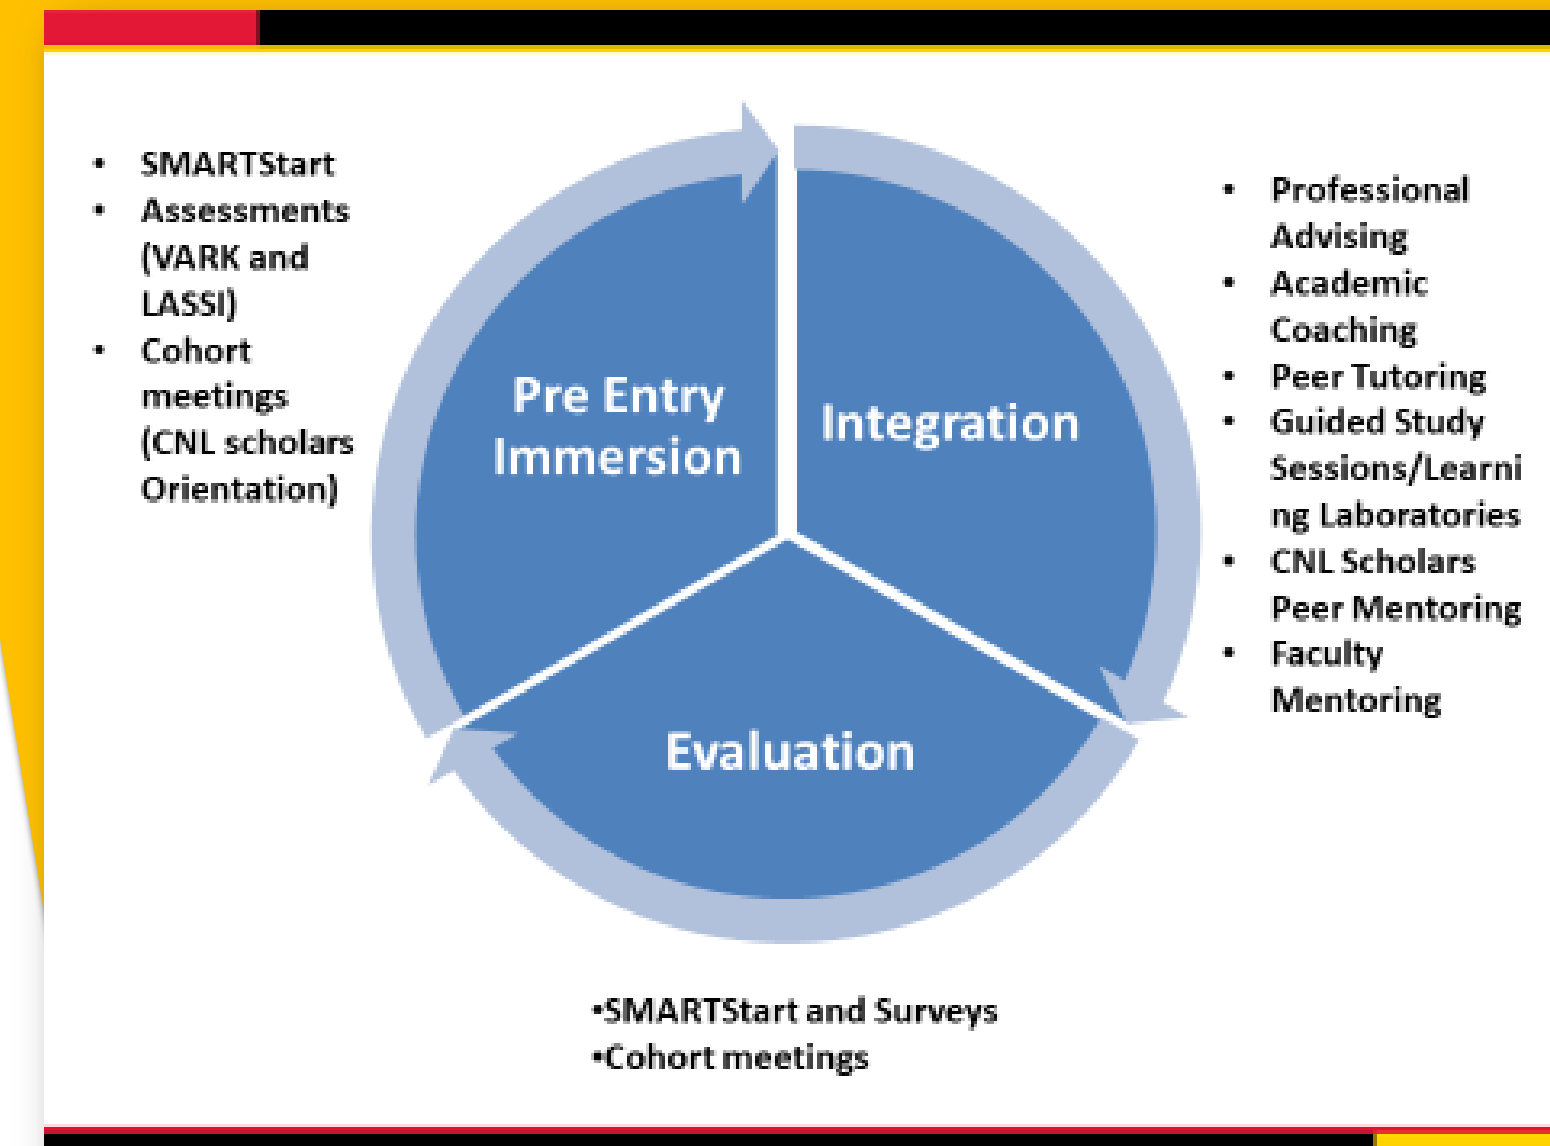 • SMARTStart
• Assessments
(VARK and
LASSI)
• Cohort
meetings
(CNL scholars
Orientation)
Pre Entry
Immersion
Integration
Evaluation
• Professional
Advising
• Academic
Coaching
• Peer Tutoring
• Guided Study
Sessions/Learni
ng Laboratories
• CNL Scholars
Peer Mentoring
• Faculty
Mentoring
•SMARTStart and Surveys
•Cohort meetings